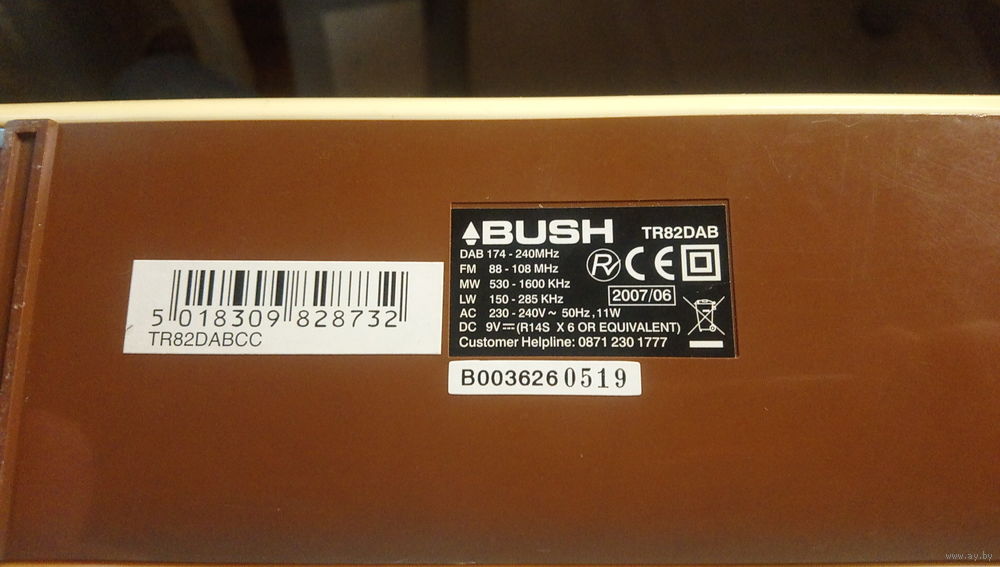 BUSH TR82DAB
DAB 174 - 240MHz
FM 88 - 108 MHz
MW 530 - 1600 KHz
LW 150 - 285 KHz
2007/06
AC 230 - 240V ~ 50Hz, 11W
DC 9V⎓(R14S X 6 OR EQUIVALENT)
Customer Helpline: 0871 230 1777
5 018309 828732
TR82DABCC
B003626 0519
www.ay.by